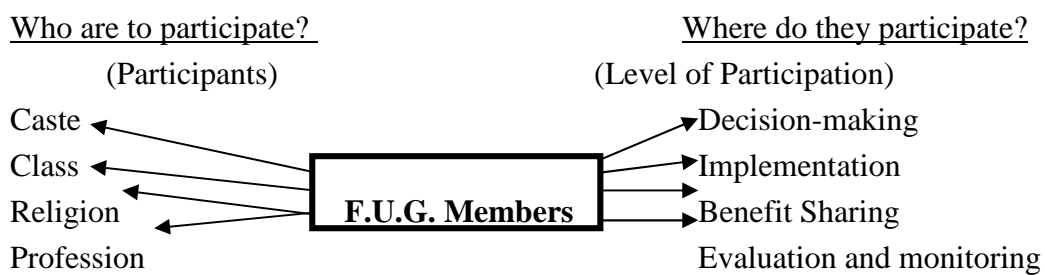 Who are to participate? Where do they participate?
(Participants) (Level of Participation)
Caste Decision-making
Class Implementation
Religion F.U.G. Members Benefit Sharing
Profession Evaluation and monitoring